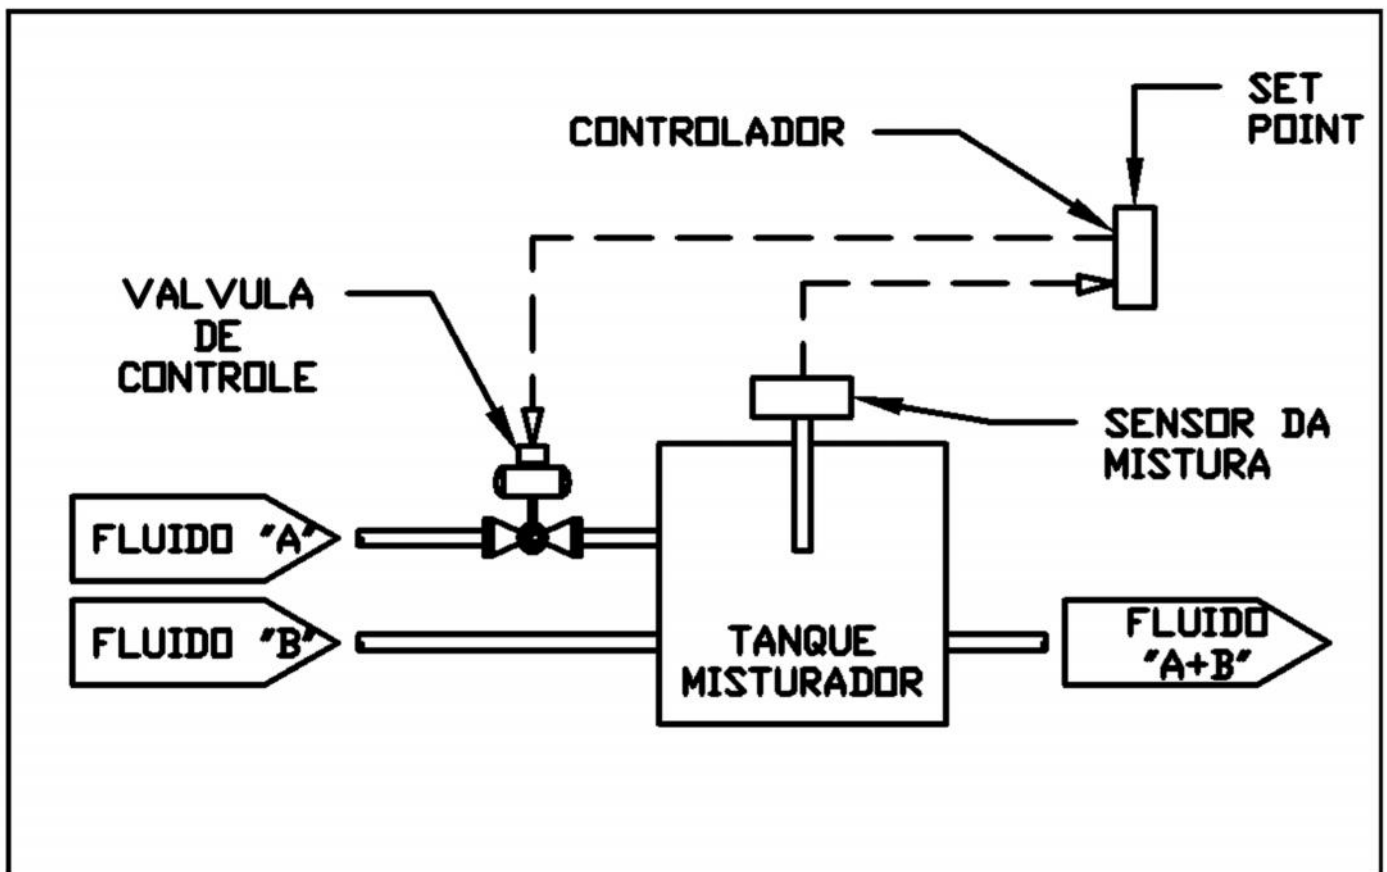 SET
POINT
CONTROLADOR
VALVULA
DE
CONTROLE
SENSOR DA
MISTURA
FLUIDO "A"
FLUIDO "B"
TANQUE
MISTURADOR
FLUIDO
"A+B"